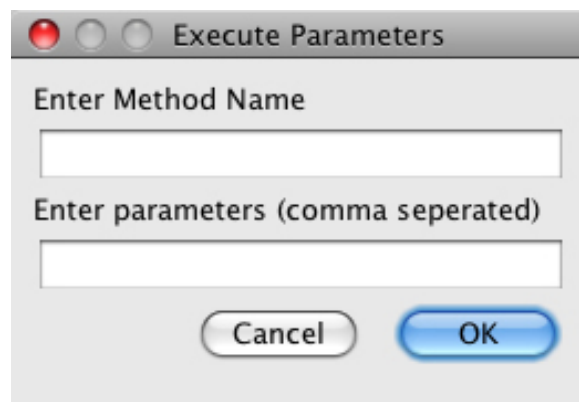 Execute Parameters
Enter Method Name
Enter parameters (comma seperated)
Cancel OK